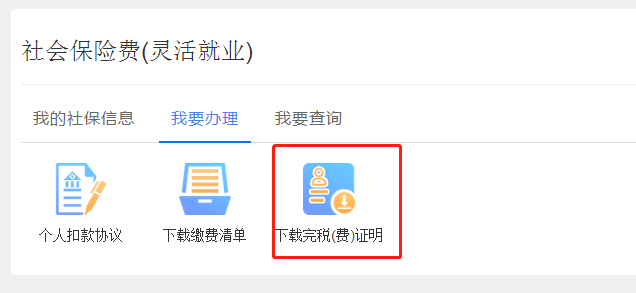 社会保险费(灵活就业)
我的社保信息 我要办理 我要查询
个人扣款协议 下载缴费清单 下载完税(费)证明